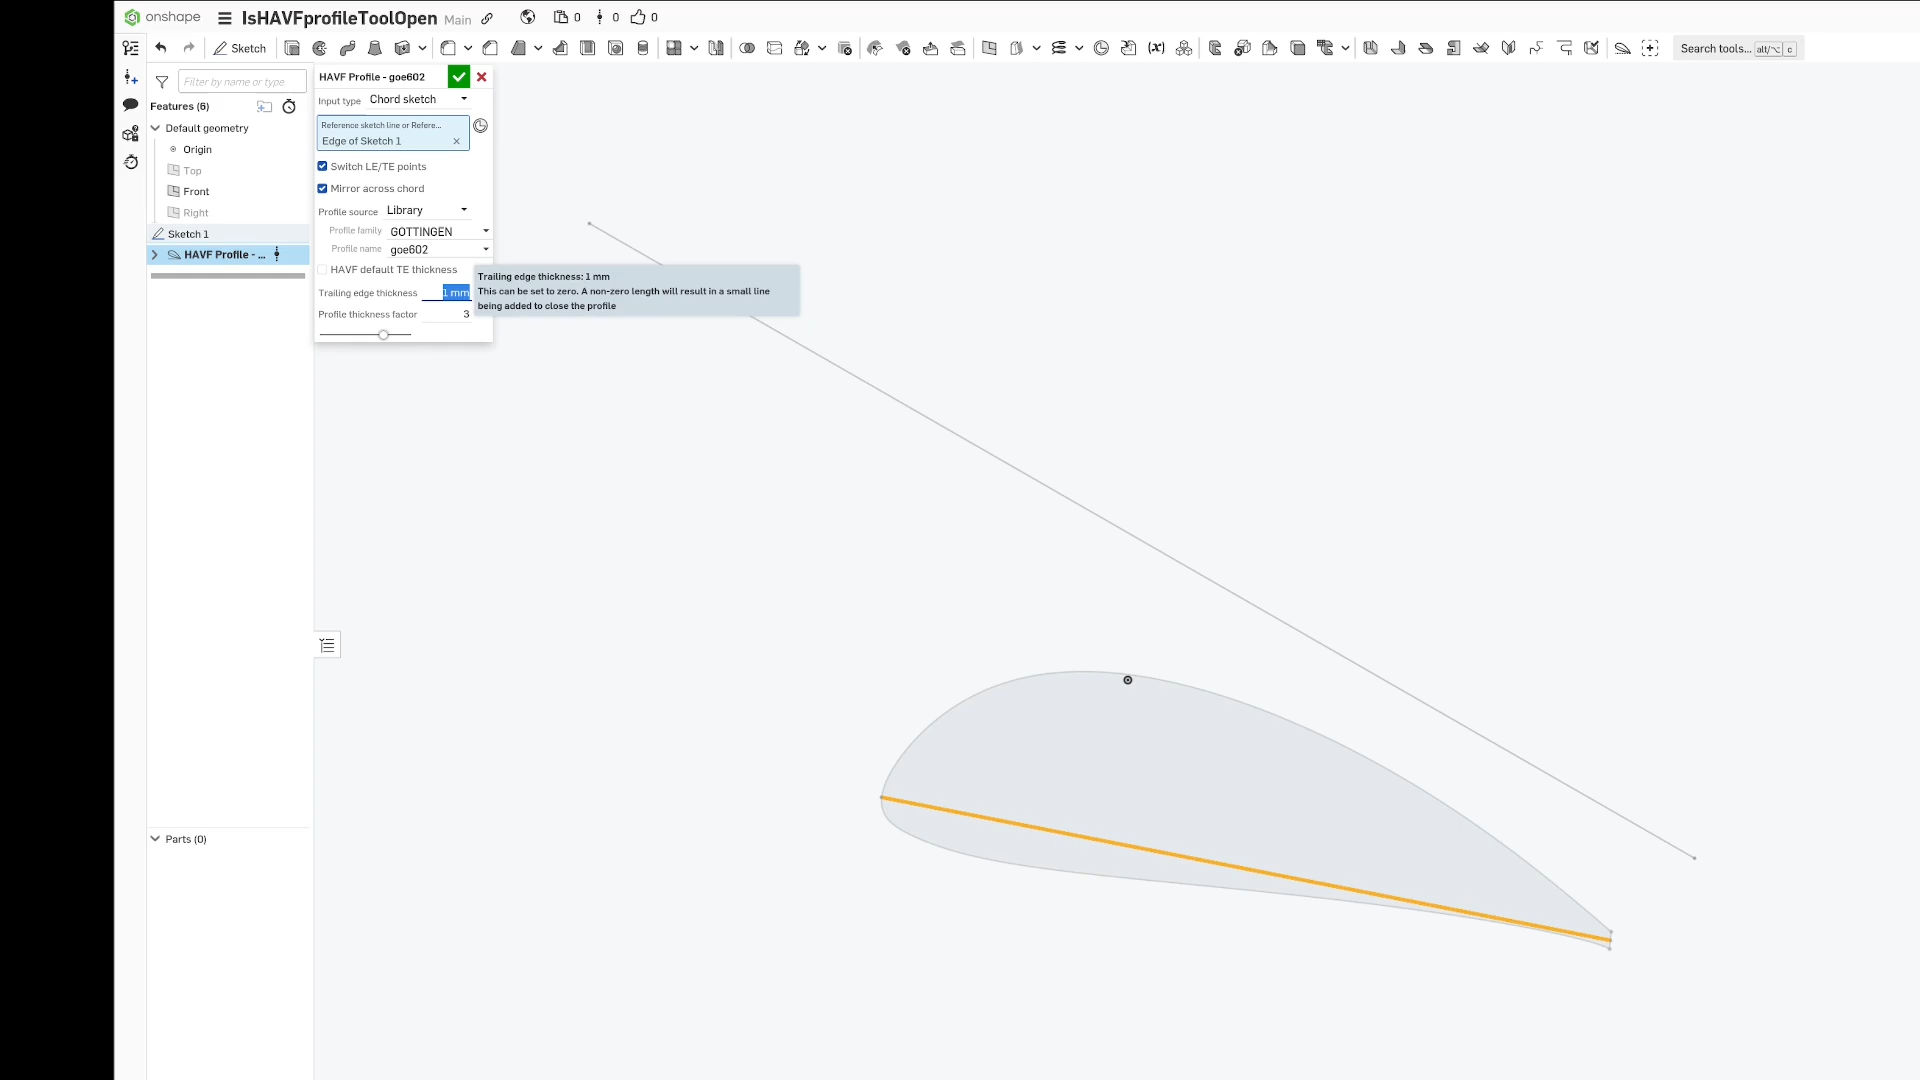 onshape IsHAVFprofileToolOpen Main 0 0 0
Sketch Search tools... alt/⌥ c
Filter by name or type
Features (6)
Default geometry
Origin
Top
Front
Right
Sketch 1
HAVF Profile - ...
HAVF Profile - goe602
Input type Chord sketch
Reference sketch line or Refere...
Edge of Sketch 1
Switch LE/TE points
Mirror across chord
Profile source Library
Profile family GOTTINGEN
Profile name goe602
HAVF default TE thickness
Trailing edge thickness 1 mm
Profile thickness factor 3
Trailing edge thickness: 1 mm
This can be set to zero. A non-zero length will result in a small line
being added to close the profile
Parts (0)